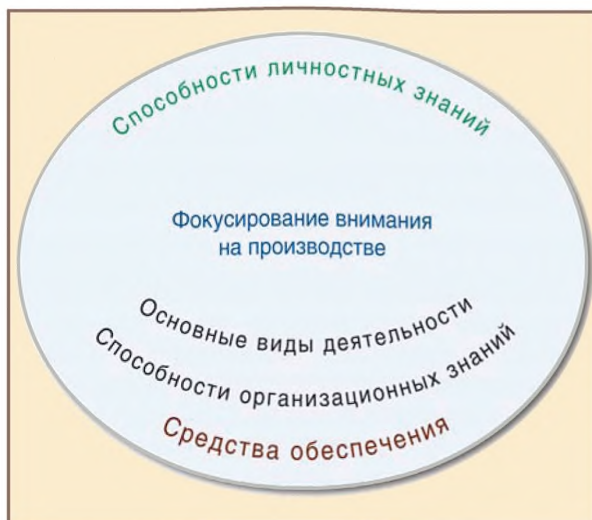 Способности личностных знаний
Фокусирование внимания
на производстве
Основные виды деятельности
Способности организационных знаний
Средства обеспечения